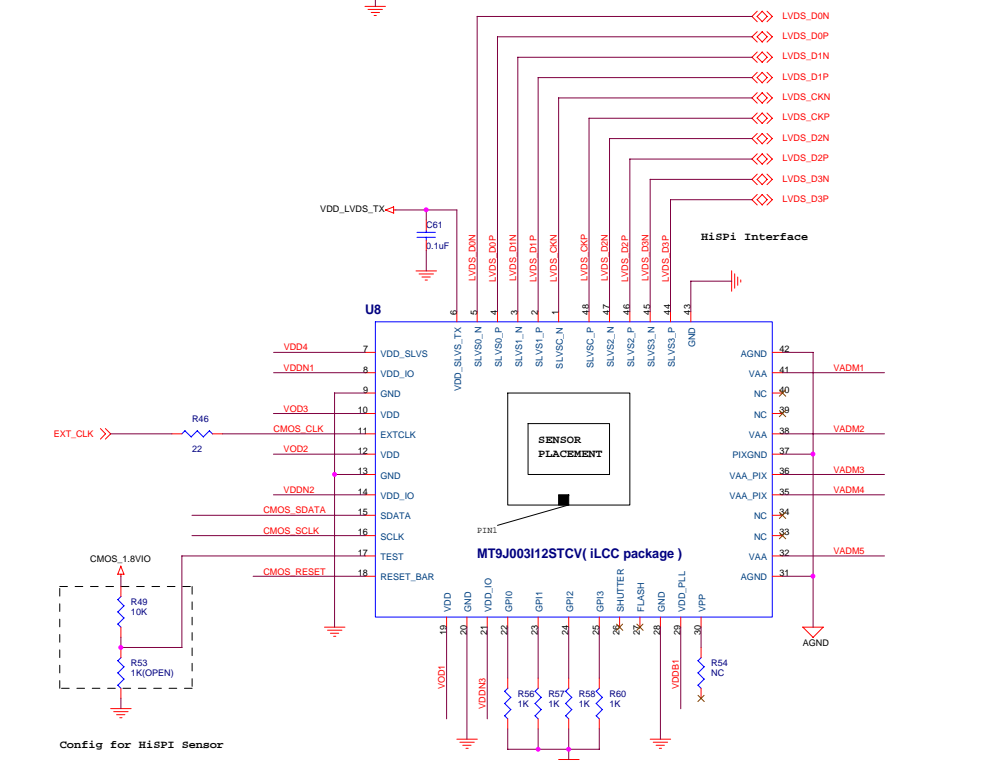 LVDS_D0N
LVDS_D0P
LVDS_D1N
LVDS_D1P
LVDS_CKN
LVDS_CKP
LVDS_D2N
LVDS_D2P
LVDS_D3N
LVDS_D3P
VDD_LVDS_TX
C61
0.1uF
LVDS_D0N
LVDS_D0P
LVDS_D1N
LVDS_D1P
LVDS_CKN
LVDS_CKP
LVDS_D2N
LVDS_D2P
LVDS_D3N
LVDS_D3P
HiSPi Interface
U8
6
5
4
3
2
1
48
47
46
45
44
43
VDD_SLVS_TX
SLVS0_N
SLVS0_P
SLVS1_N
SLVS1_P
SLVSC_N
SLVSC_P
SLVS2_N
SLVS2_P
SLVS3_N
SLVS3_P
GND
VDD4 7 VDD_SLVS
VDDN1 8 VDD_IO
9 GND
VOD3 10 VDD
EXT_CLK
R46
22
CMOS_CLK 11 EXTCLK
VOD2 12 VDD
13 GND
VDDN2 14 VDD_IO
CMOS_SDATA 15 SDATA
CMOS_SCLK 16 SCLK
17 TEST
CMOS_RESET 18 RESET_BAR
AGND 42
VAA 41 VADM1
NC 40
NC 39
VAA 38 VADM2
PIXGND 37
VAA_PIX 36 VADM3
VAA_PIX 35 VADM4
NC 34
NC 33
VAA 32 VADM5
AGND 31
SENSOR
PLACEMENT
PIN1
MT9J003I12STCV( iLCC package )
VDD
GND
VDD_IO
GPI0
GPI1
GPI2
GPI3
SHUTTER
FLASH
GND
VDD_PLL
VPP
19
20
21
22
23
24
25
26
27
28
29
30
AGND
CMOS_1.8VIO
R49
10K
R53
1K(OPEN)
VOD1
VDDN3
R56
1K
R57
1K
R58
1K
R60
1K
VDDB1
R54
NC
Config for HiSPI Sensor